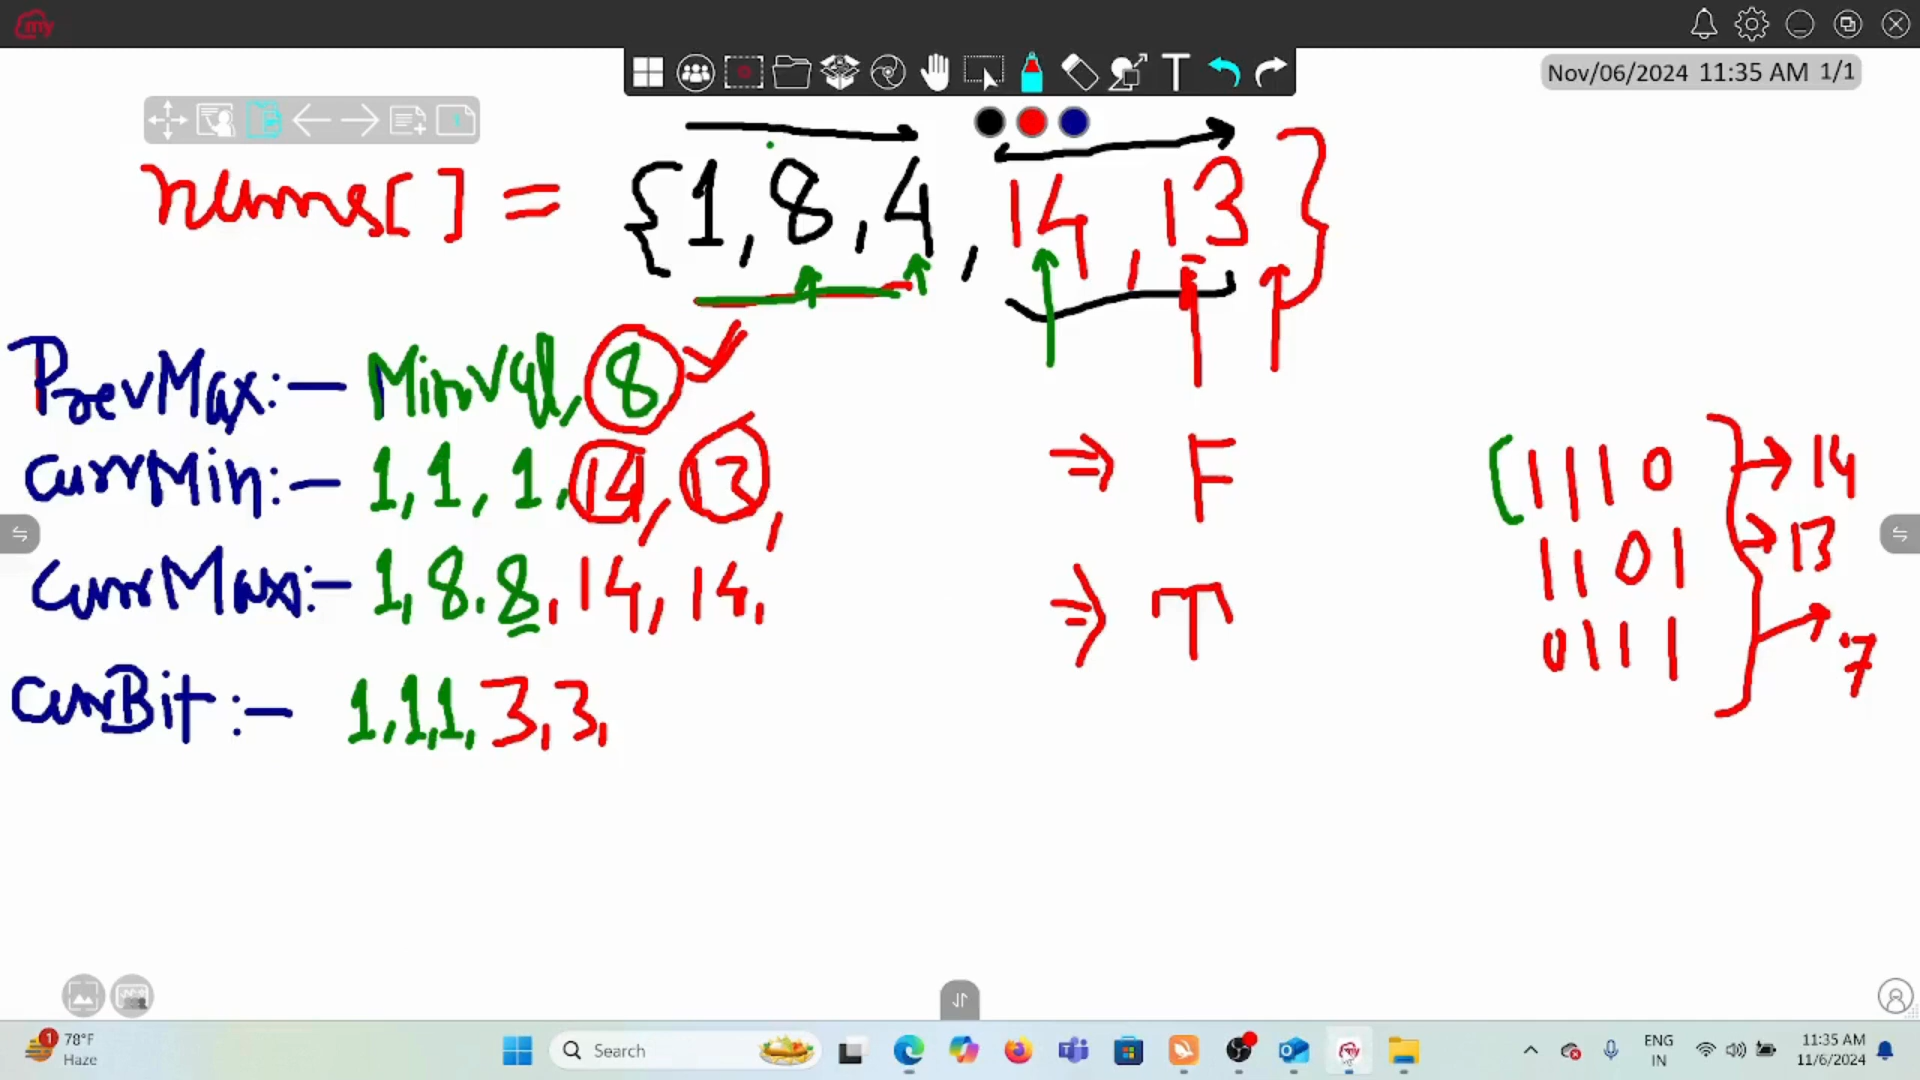 my
Nov/06/2024 11:35 AM 1/1
nums[] = {1,8,4,14,13}
PrevMax:- MinVal, 8
currMin:- 1,1,1,14,13,
currMax:- 1,8.8,14,14,
currBit:- 1,1,1,3,3,
⇒ F
⇒ T
1110 → 14
1101 → 13
0111 → 7
1
78°F
Haze
Search
ENG
IN
11:35 AM
11/6/2024